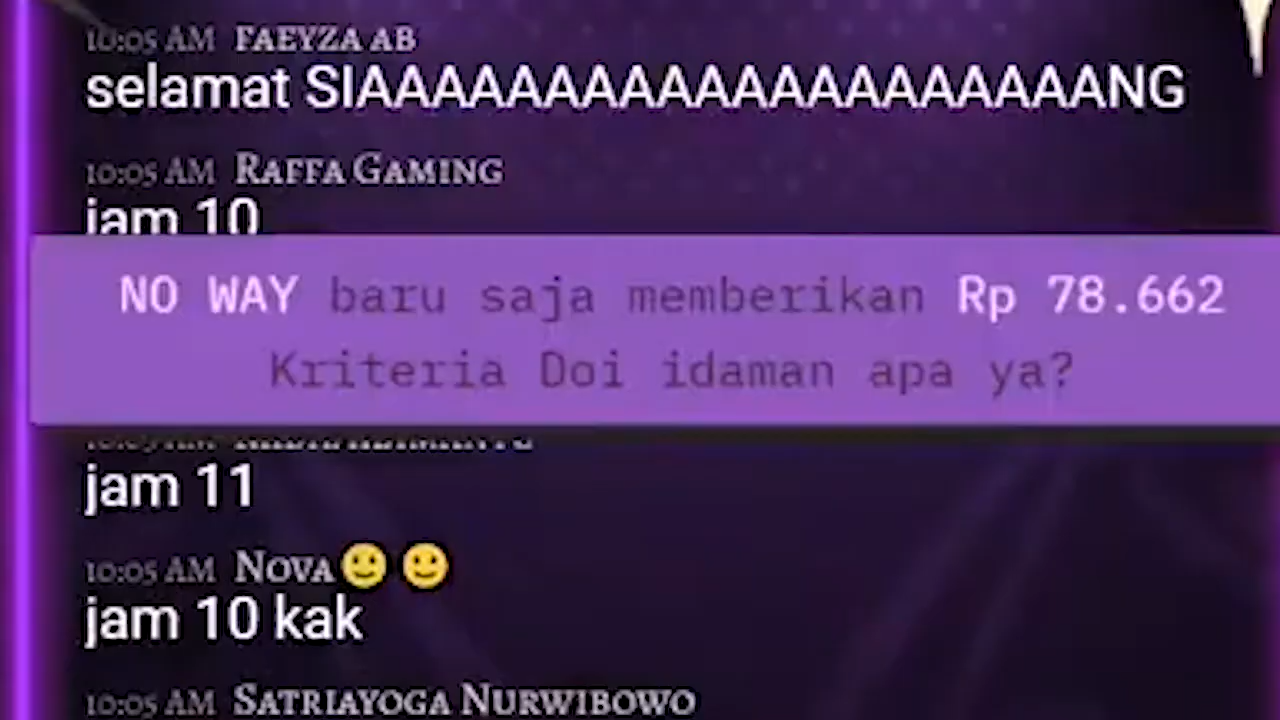 10:05 AM FAEYZA AB
selamat SIAAAAAAAAAAAAAAAAAAAAANG
10:05 AM RAFFA GAMING
jam 10
NO WAY baru saja memberikan Rp 78.662
Kriteria Doi idaman apa ya?
jam 11
10:05 AM NOVA🙂🙂
jam 10 kak
10:05 AM SATRIAYOGA NURWIBOWO